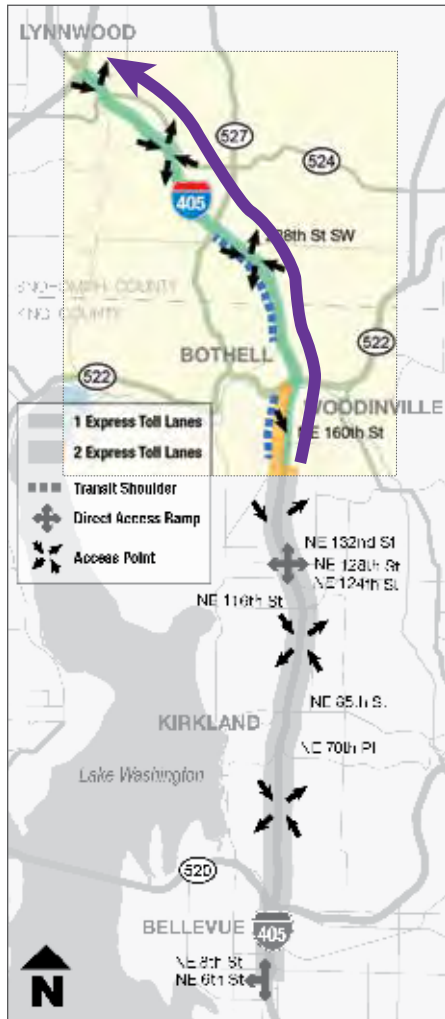 LYNNWOOD
527
524
405
228th St SW
SNOHOMISH COUNTY
KING COUNTY
BOTHELL
522
522
WOODINVILLE
NE 160th St
1 Express Toll Lanes
2 Express Toll Lanes
Transit Shoulder
Direct Access Ramp
Access Point
NE 132nd St
NE 128th St
NE 124th St
NE 116th St
NE 85th St
KIRKLAND
NE 70th Pl
Lake Washington
520
BELLEVUE
405
NE 8th St
NE 6th St
N